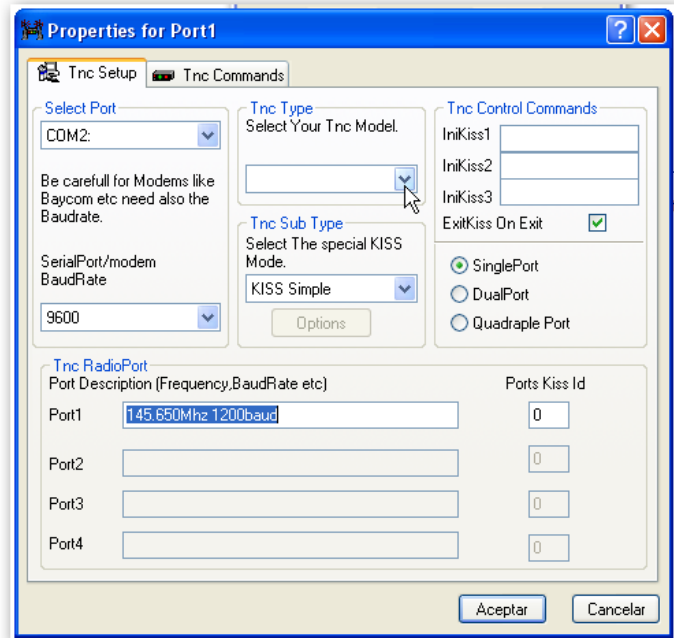 Properties for Port1
Tnc Setup
Tnc Commands
Select Port
COM2:
Be carefull for Modems like
Baycom etc need also the
Baudrate.
SerialPort/modem
BaudRate
9600
Tnc Type
Select Your Tnc Model.
Tnc Sub Type
Select The special KISS
Mode.
KISS Simple
Options
Tnc Control Commands
IniKiss1
IniKiss2
IniKiss3
ExitKiss On Exit
SinglePort
DualPort
Quadraple Port
Tnc RadioPort
Port Description (Frequency,BaudRate etc)
Ports Kiss Id
Port1 145.650Mhz 1200baud 0
Port2 0
Port3 0
Port4 0
Aceptar
Cancelar